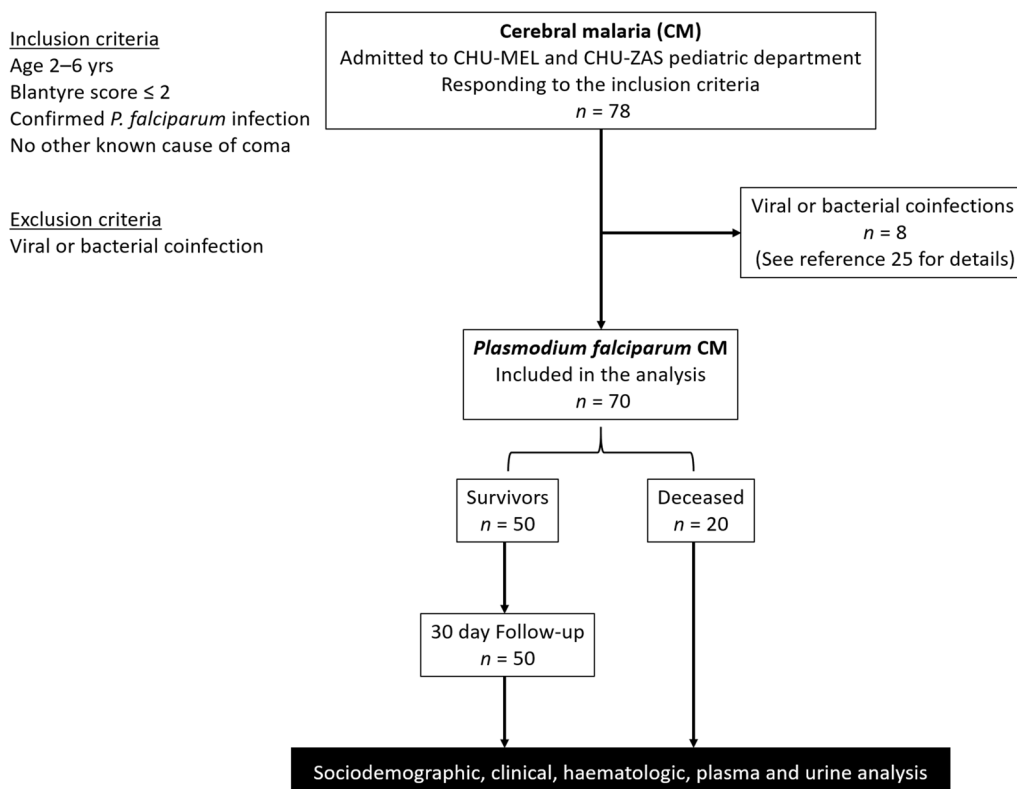 Inclusion criteria
Age 2–6 yrs
Blantyre score ≤ 2
Confirmed P. falciparum infection
No other known cause of coma
Exclusion criteria
Viral or bacterial coinfection
Cerebral malaria (CM)
Admitted to CHU-MEL and CHU-ZAS pediatric department
Responding to the inclusion criteria
n = 78
Viral or bacterial coinfections
n = 8
(See reference 25 for details)
Plasmodium falciparum CM
Included in the analysis
n = 70
Survivors
n = 50
Deceased
n = 20
30 day Follow-up
n = 50
Sociodemographic, clinical, haematologic, plasma and urine analysis